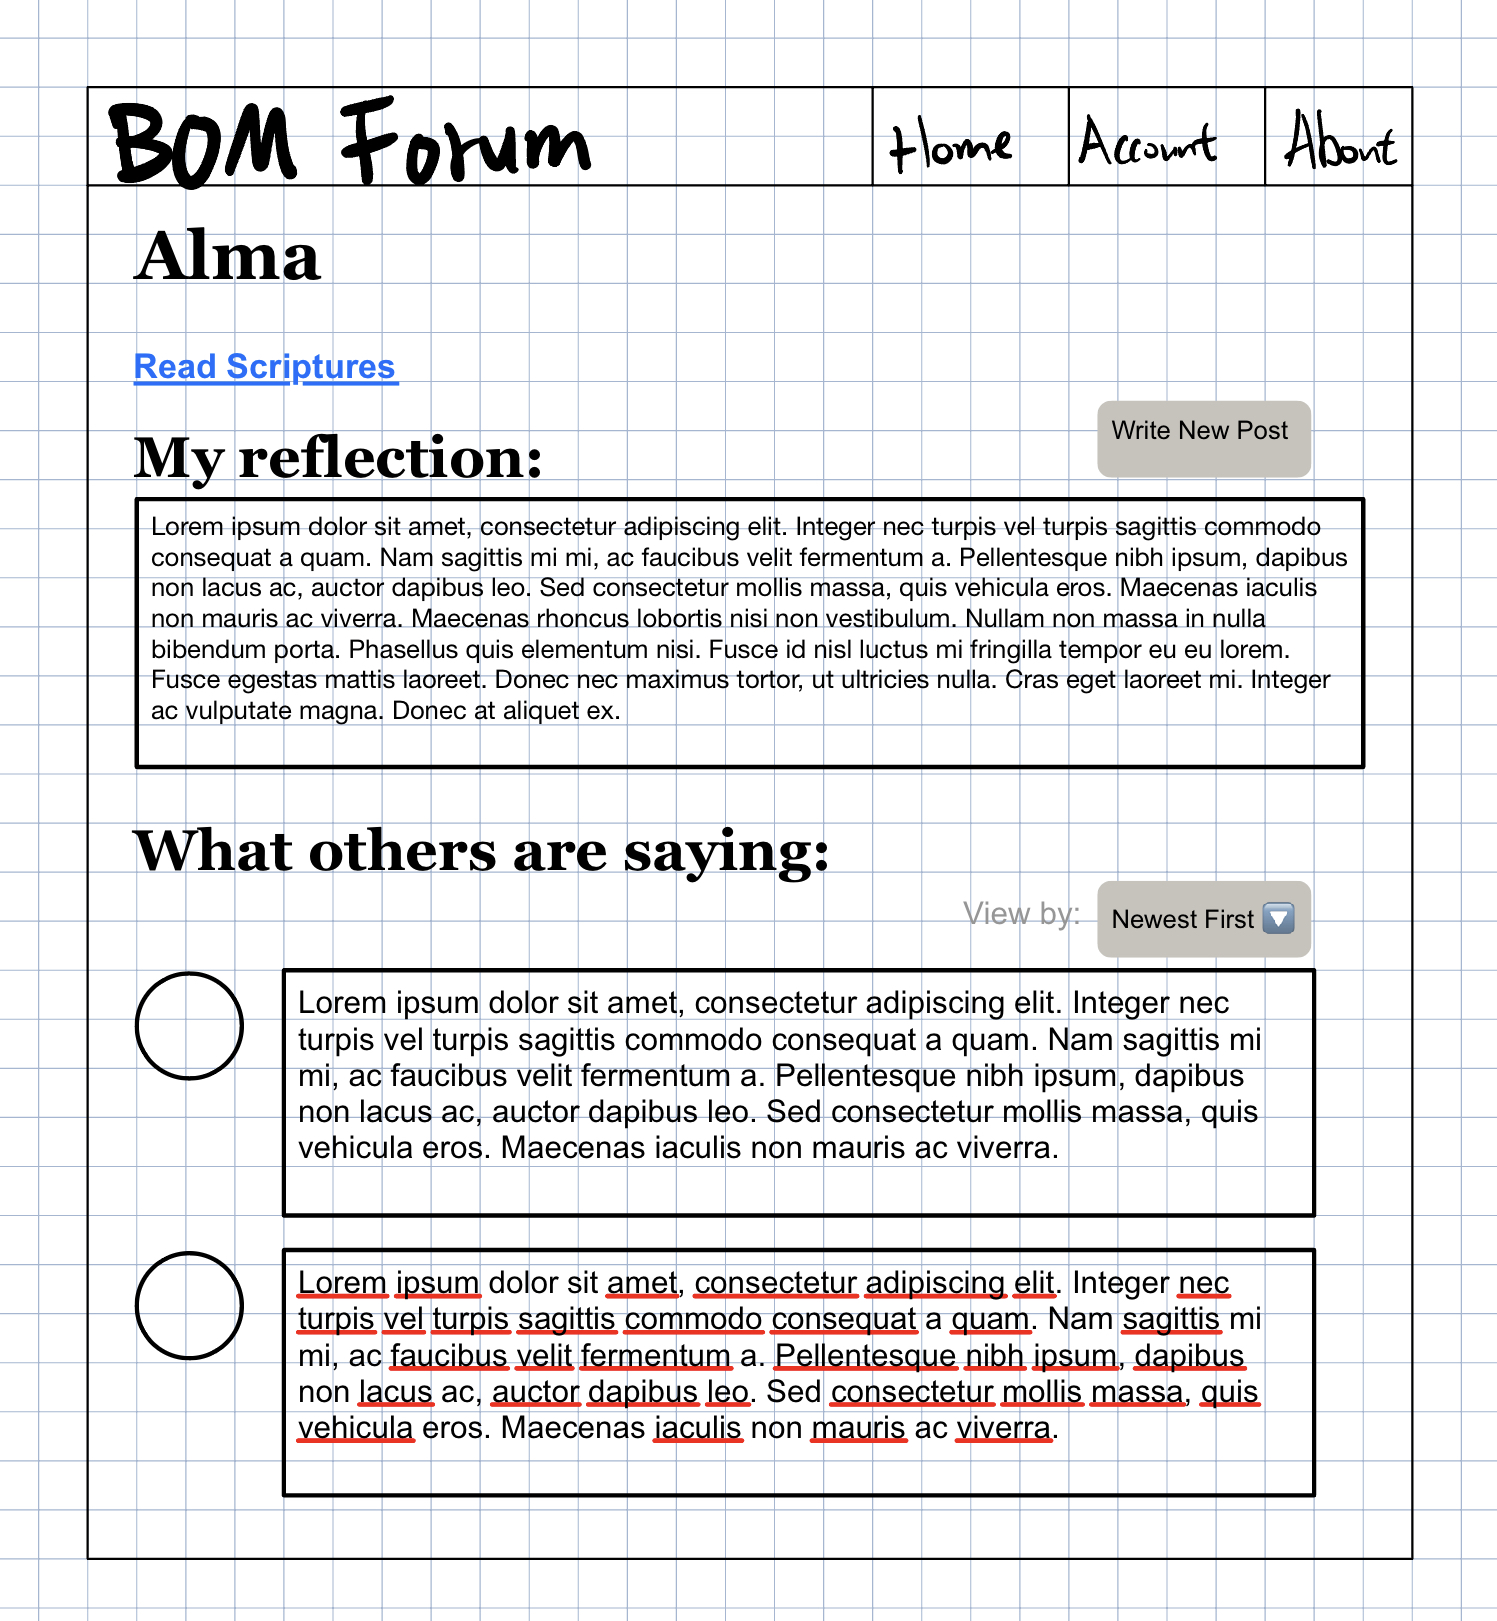 BOM Forum Home Account About
Alma
Read Scriptures
Write New Post
My reflection:
Lorem ipsum dolor sit amet, consectetur adipiscing elit. Integer nec turpis vel turpis sagittis commodo
consequat a quam. Nam sagittis mi mi, ac faucibus velit fermentum a. Pellentesque nibh ipsum, dapibus
non lacus ac, auctor dapibus leo. Sed consectetur mollis massa, quis vehicula eros. Maecenas iaculis
non mauris ac viverra. Maecenas rhoncus lobortis nisi non vestibulum. Nullam non massa in nulla
bibendum porta. Phasellus quis elementum nisi. Fusce id nisl luctus mi fringilla tempor eu eu lorem.
Fusce egestas mattis laoreet. Donec nec maximus tortor, ut ultricies nulla. Cras eget laoreet mi. Integer
ac vulputate magna. Donec at aliquet ex.
What others are saying:
View by: Newest First
Lorem ipsum dolor sit amet, consectetur adipiscing elit. Integer nec
turpis vel turpis sagittis commodo consequat a quam. Nam sagittis mi
mi, ac faucibus velit fermentum a. Pellentesque nibh ipsum, dapibus
non lacus ac, auctor dapibus leo. Sed consectetur mollis massa, quis
vehicula eros. Maecenas iaculis non mauris ac viverra.
Lorem ipsum dolor sit amet, consectetur adipiscing elit. Integer nec
turpis vel turpis sagittis commodo consequat a quam. Nam sagittis mi
mi, ac faucibus velit fermentum a. Pellentesque nibh ipsum, dapibus
non lacus ac, auctor dapibus leo. Sed consectetur mollis massa, quis
vehicula eros. Maecenas iaculis non mauris ac viverra.